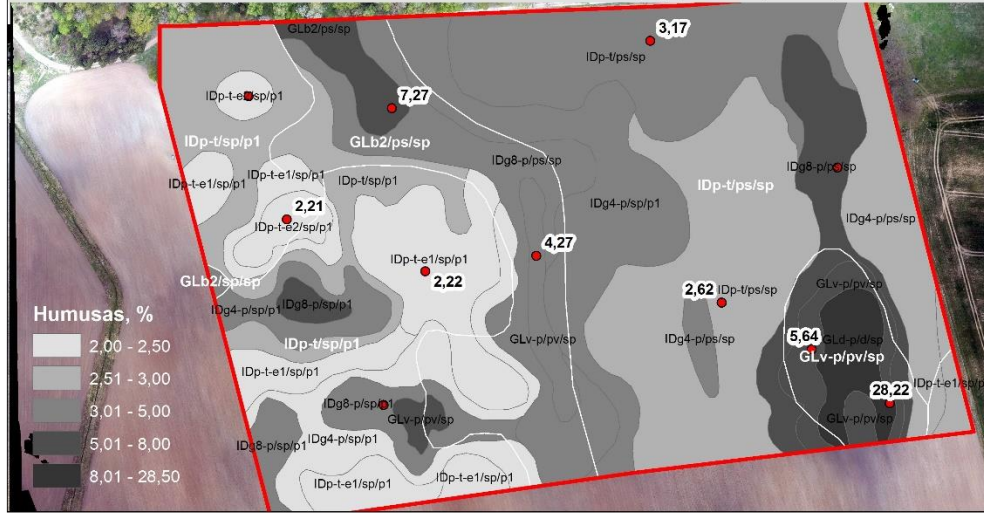 GLb2/ps/sp
3,17
IDp-t/ps/sp
IDp-t-e2/sp/p1
7,27
IDp-t/sp/p1
GLb2/ps/sp
IDg8-p/ps/sp
IDg8-p/ps/sp
IDp-t-e1/sp/p1
IDp-t-e1/sp/p1
IDp-t/sp/p1
IDp-t/ps/sp
IDg4-p/sp/p1
IDg4-p/ps/sp
2,21
IDp-t-e2/sp/p1
4,27
IDp-t-e1/sp/p1
2,22
GLb2/sp/sp
GLv-p/pv/sp
IDg8-p/sp/p1
IDg4-p/sp/p1
2,62
IDp-t/ps/sp
Humusas, %
2,00 - 2,50
2,51 - 3,00
3,01 - 5,00
5,01 - 8,00
8,01 - 28,50
IDp-t/sp/p1
GLv-p/pv/sp
IDg4-p/ps/sp
5,64
GLd-p/d/sp
GLv-p/pv/sp
IDp-t-e1/sp/p1
28,22
IDg8-p/sp/p1
GLv-p/pv/sp
GLv-p/pv/sp
IDg8-p/sp/p1
IDg4-p/sp/p1
IDp-t-e1/sp/p1
IDp-t-e1/sp/p1